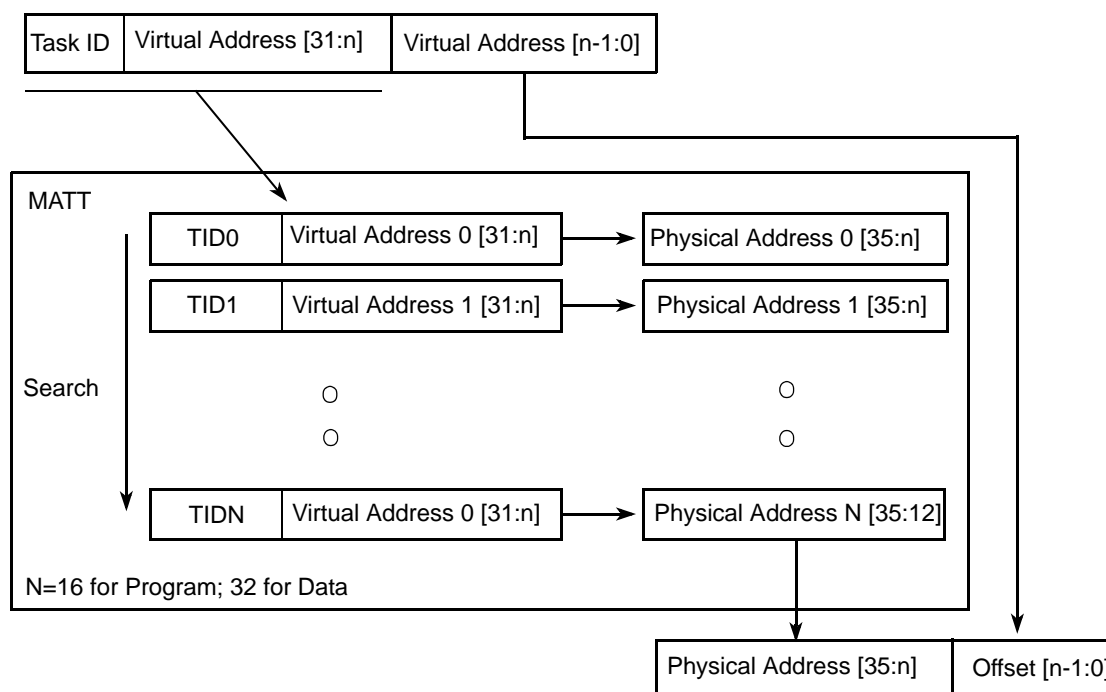 Task ID Virtual Address [31:n] Virtual Address [n-1:0]
MATT
TID0 Virtual Address 0 [31:n] Physical Address 0 [35:n]
TID1 Virtual Address 1 [31:n] Physical Address 1 [35:n]
Search
TIDN Virtual Address 0 [31:n] Physical Address N [35:12]
N=16 for Program; 32 for Data
Physical Address [35:n] Offset [n-1:0]